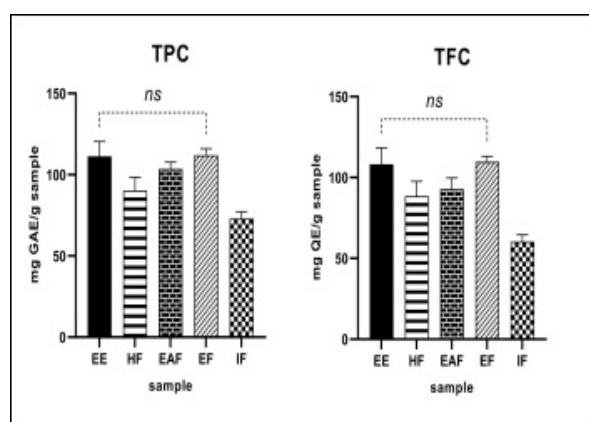 TPC
ns
150
100
50
0
mg GAE/g sample
EE HF EAF EF IF
sample
TFC
ns
150
100
50
0
mg QE/g sample
EE HF EAF EF IF
sample